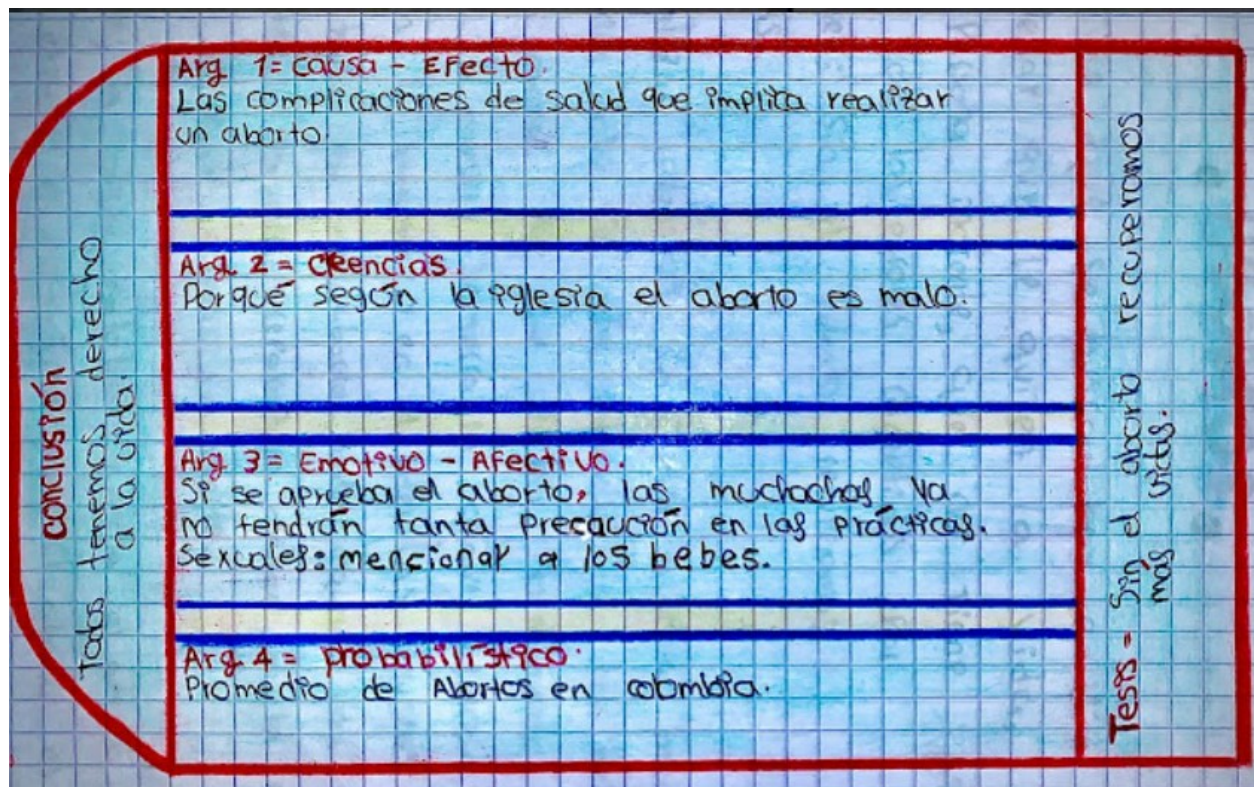 Arg 1= Causa - Efecto.
Las complicaciones de salud que implica realizar
un aborto.
Arg 2 = Creencias.
Porqué según la iglesia el aborto es malo.
Arg 3 = Emotivo - Afectivo.
Si se aprueba el aborto, las muchachas ya
no tendrán tanta precaución en las prácticas.
Sexuales: mencionar a los bebes.
Arg 4 = probabilístico.
Promedio de Abortos en colombia.
Tesis = Sin el aborto recuperamos
más vidas.
conclusión
Todos tenemos derecho
a la vida.